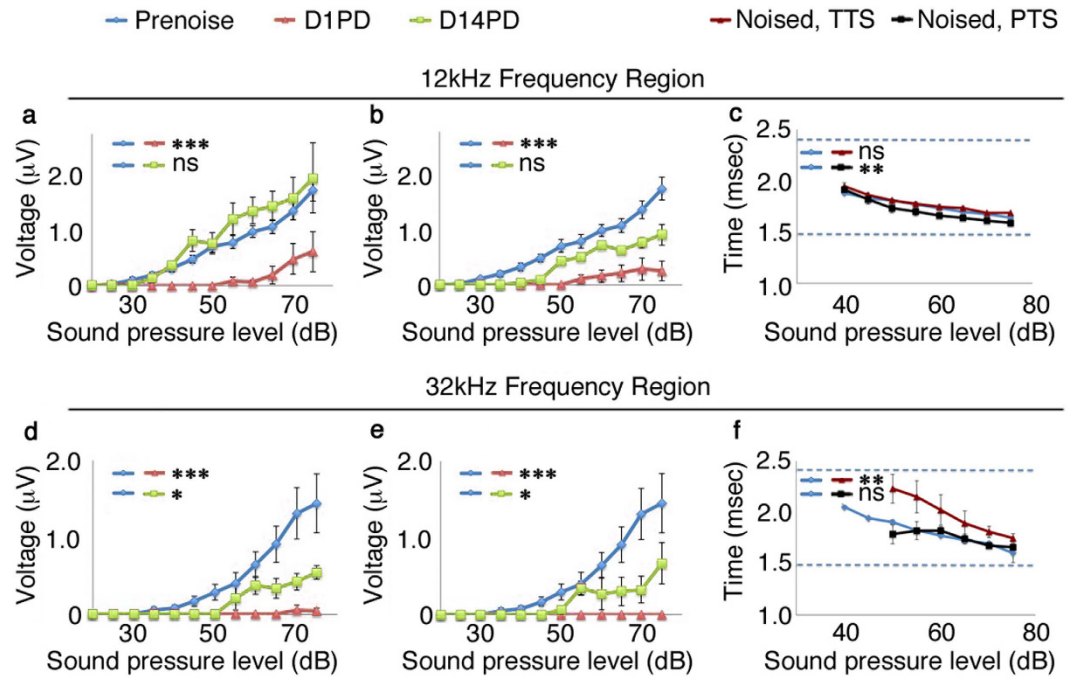 Prenoise D1PD D14PD Noised, TTS Noised, PTS
12kHz Frequency Region
a b c
*** *** 2.5
ns ns ns
2.0 2.0 2.0 **
1.0 1.0 1.5
0 0 1.0
Voltage (μV) Voltage (μV) Time (msec)
30 50 70 30 50 70 40 60 80
Sound pressure level (dB) Sound pressure level (dB) Sound pressure level (dB)
32kHz Frequency Region
d e f
2.0 2.0 2.5
*** *** **
* * ns
1.0 1.0 2.0
1.5
0 0 1.0
Voltage (μV) Voltage (μV) Time (msec)
30 50 70 30 50 70 40 60 80
Sound pressure level (dB) Sound pressure level (dB) Sound pressure level (dB)